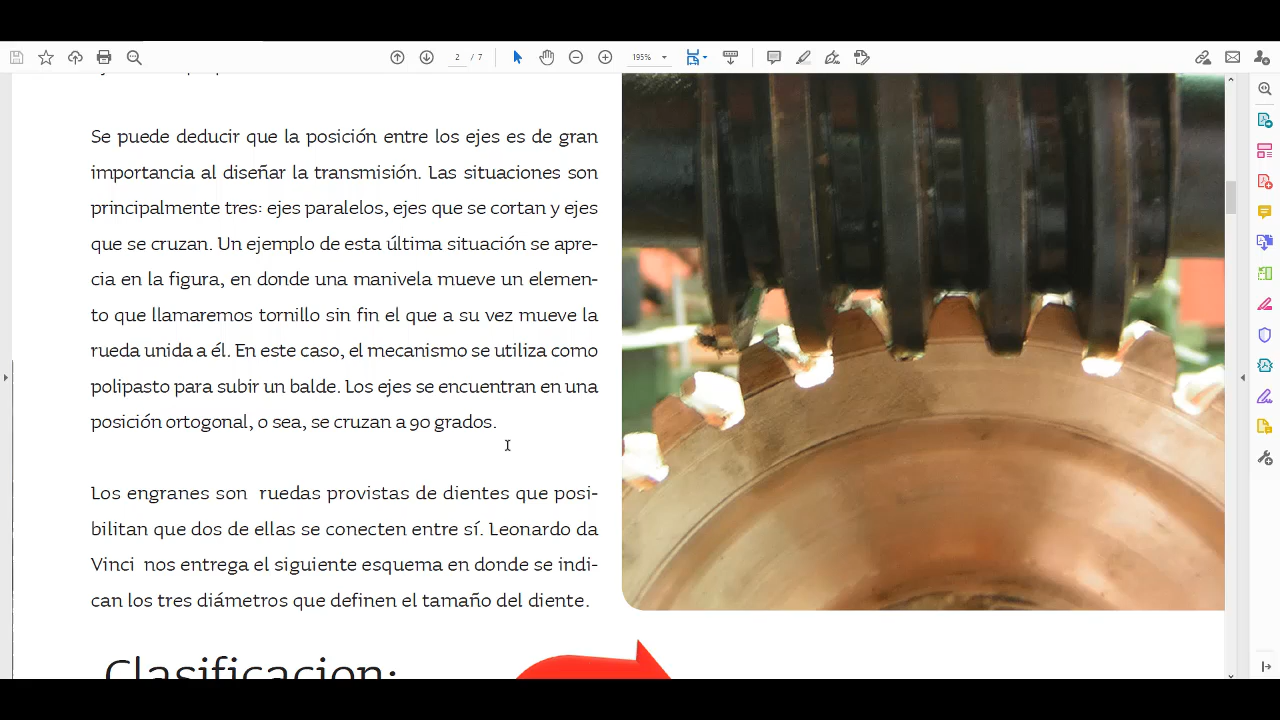 2 / 7
195%
Se puede deducir que la posición entre los ejes es de gran
importancia al diseñar la transmisión. Las situaciones son
principalmente tres: ejes paralelos, ejes que se cortan y ejes
que se cruzan. Un ejemplo de esta última situación se apre-
cia en la figura, en donde una manivela mueve un elemen-
to que llamaremos tornillo sin fin el que a su vez mueve la
rueda unida a él. En este caso, el mecanismo se utiliza como
polipasto para subir un balde. Los ejes se encuentran en una
posición ortogonal, o sea, se cruzan a 90 grados.
Los engranes son ruedas provistas de dientes que posi-
bilitan que dos de ellas se conecten entre sí. Leonardo da
Vinci nos entrega el siguiente esquema en donde se indi-
can los tres diámetros que definen el tamaño del diente.
Clasificacion: